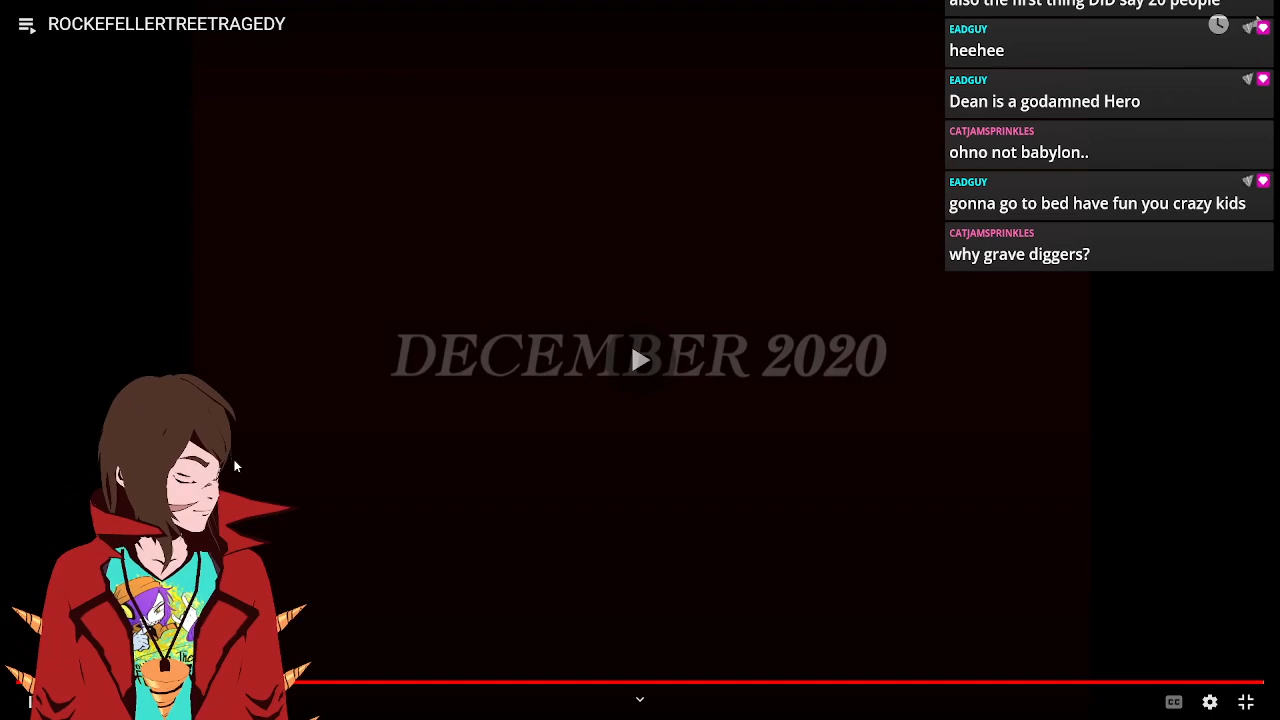 ROCKEFELLERTREETRAGEDY
also the first thing DID say 20 people
EADGUY
heehee
EADGUY
Dean is a godamned Hero
CATJAMSPRINKLES
ohno not babylon..
EADGUY
gonna go to bed have fun you crazy kids
CATJAMSPRINKLES
why grave diggers?
DECEMBER 2020
CC